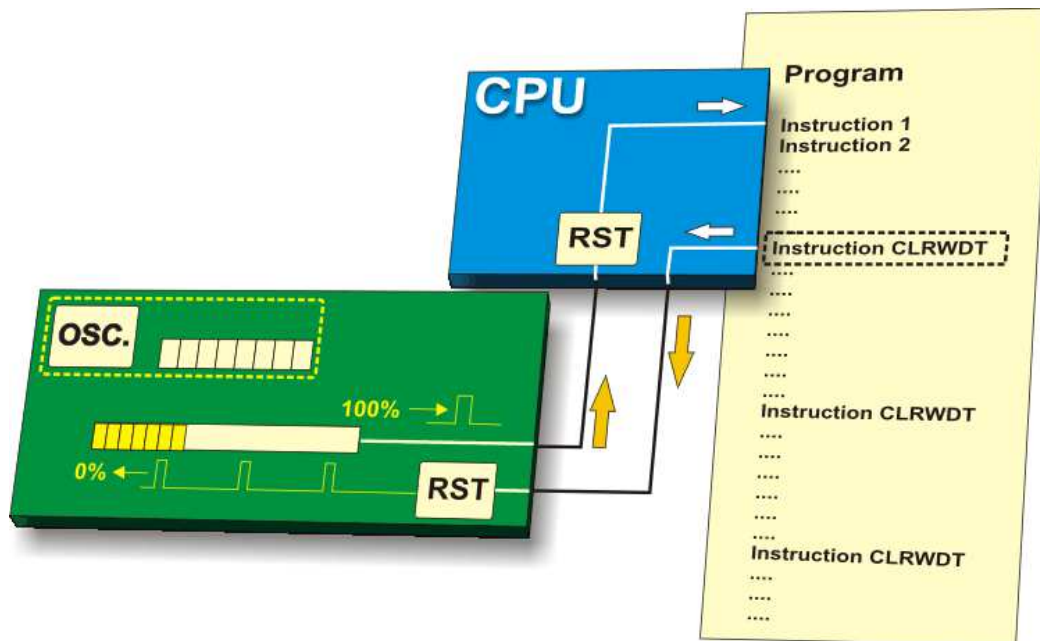 CPU
RST
OSC.
100%
0%
RST
Program
Instruction 1
Instruction 2
....
....
....
....
Instruction CLRWDT
....
....
....
....
....
....
....
Instruction CLRWDT
....
....
....
....
....
....
Instruction CLRWDT
....
....
....